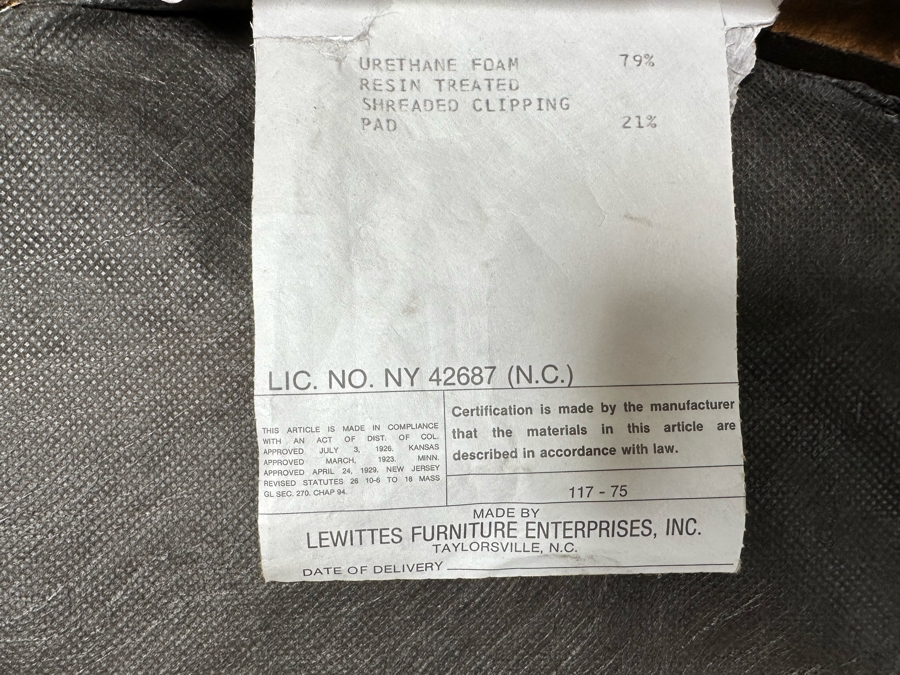 URETHANE FOAM 79%
RESIN TREATED
SHREADED CLIPPING
PAD 21%
LIC. NO. NY 42687 (N.C.)
THIS ARTICLE IS MADE IN COMPLIANCE
WITH AN ACT OF DIST. OF COL.
APPROVED JULY 3, 1926. KANSAS
APPROVED MARCH, 1923. MINN.
APPROVED APRIL 24, 1929. NEW JERSEY
REVISED STATUTES 26 10-6 TO 18 MASS
GL SEC. 270. CHAP 94.
Certification is made by the manufacturer
that the materials in this article are
described in accordance with law.
117 - 75
MADE BY
LEWITTES FURNITURE ENTERPRISES, INC.
TAYLORSVILLE, N.C.
DATE OF DELIVERY